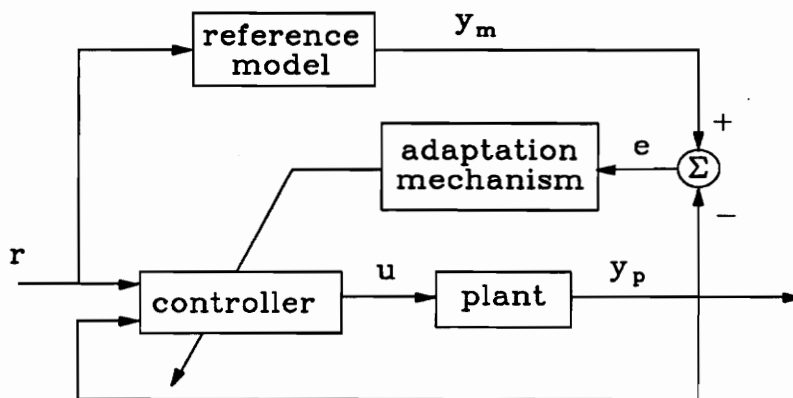 reference
model
y_m
+
adaptation
mechanism
e
Σ
−
r
controller
u
plant
y_p